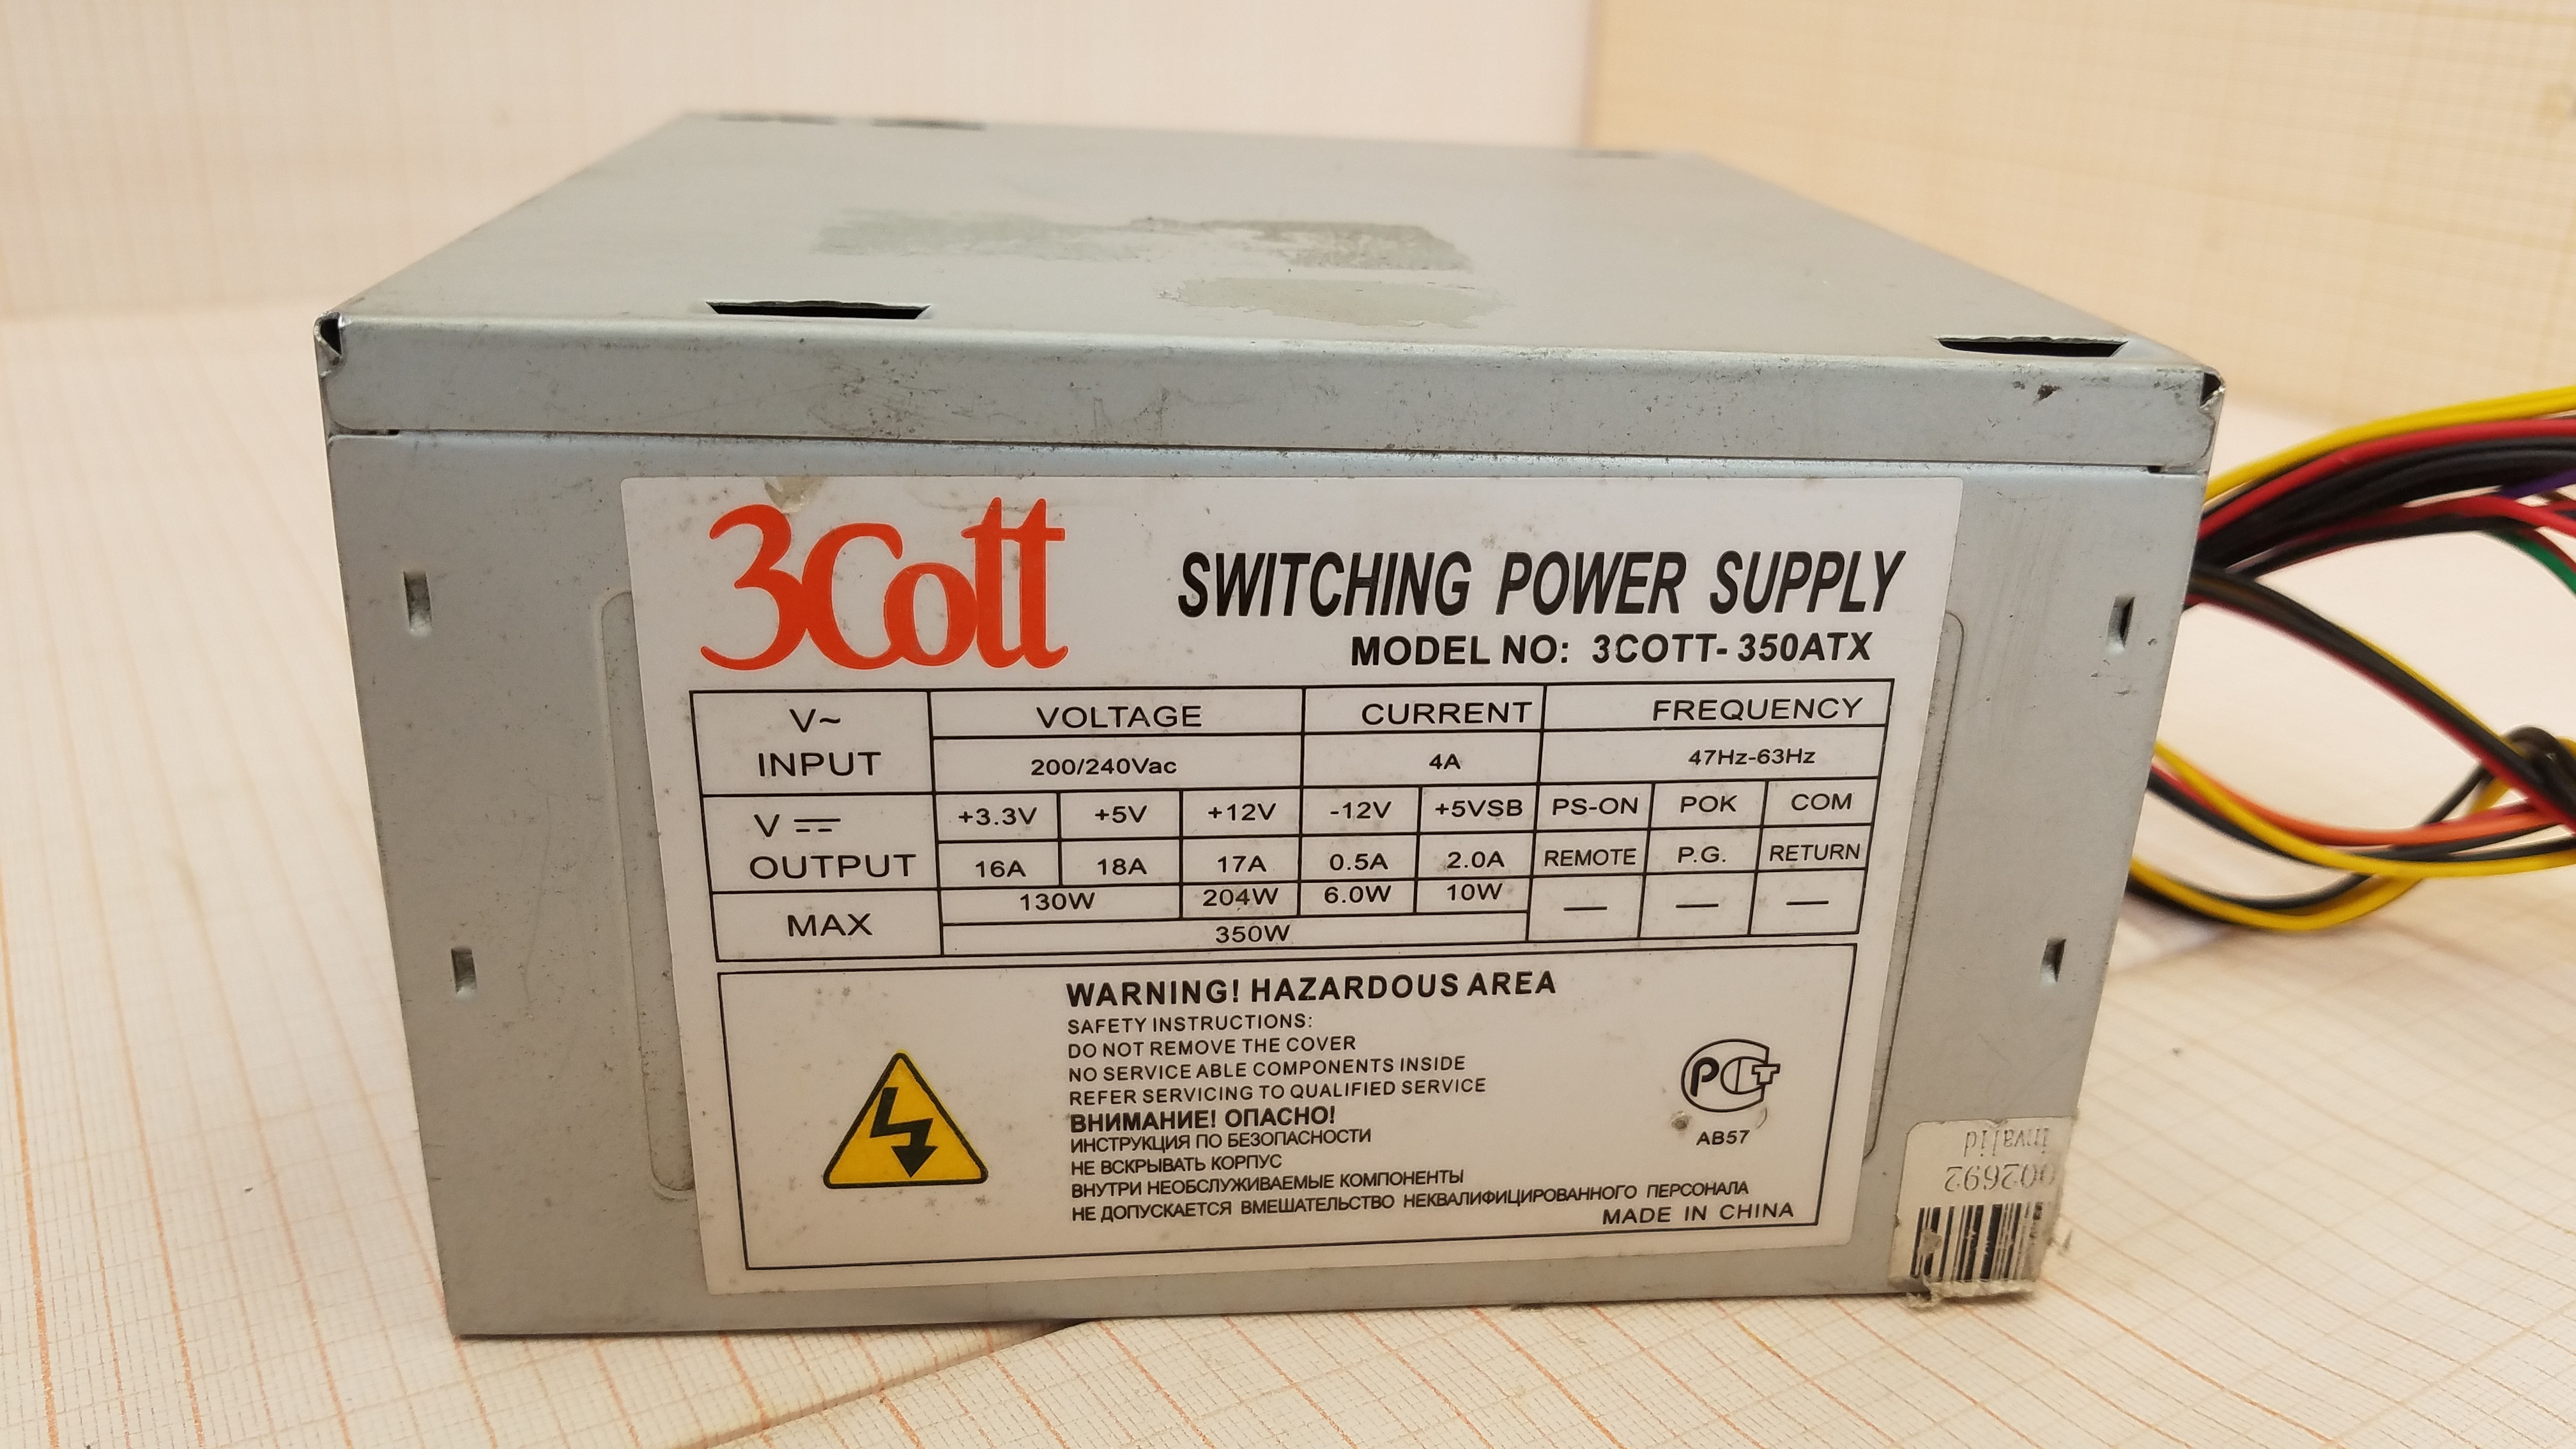 3Cott
SWITCHING POWER SUPPLY
MODEL NO: 3COTT-350ATX
V~ INPUT
VOLTAGE CURRENT FREQUENCY
200/240Vac 4A 47Hz-63Hz
V OUTPUT
+3.3V +5V +12V -12V +5VSB PS-ON POK COM
16A 18A 17A 0.5A 2.0A REMOTE P.G. RETURN
MAX
130W 204W 6.0W 10W — — —
350W
WARNING! HAZARDOUS AREA
SAFETY INSTRUCTIONS:
DO NOT REMOVE THE COVER
NO SERVICE ABLE COMPONENTS INSIDE
REFER SERVICING TO QUALIFIED SERVICE
ВНИМАНИЕ! ОПАСНО!
ИНСТРУКЦИЯ ПО БЕЗОПАСНОСТИ
НЕ ВСКРЫВАТЬ КОРПУС
ВНУТРИ НЕОБСЛУЖИВАЕМЫЕ КОМПОНЕНТЫ
НЕ ДОПУСКАЕТСЯ ВМЕШАТЕЛЬСТВО НЕКВАЛИФИЦИРОВАННОГО ПЕРСОНАЛА
MADE IN CHINA
РСТ
АВ57
002692
invalid